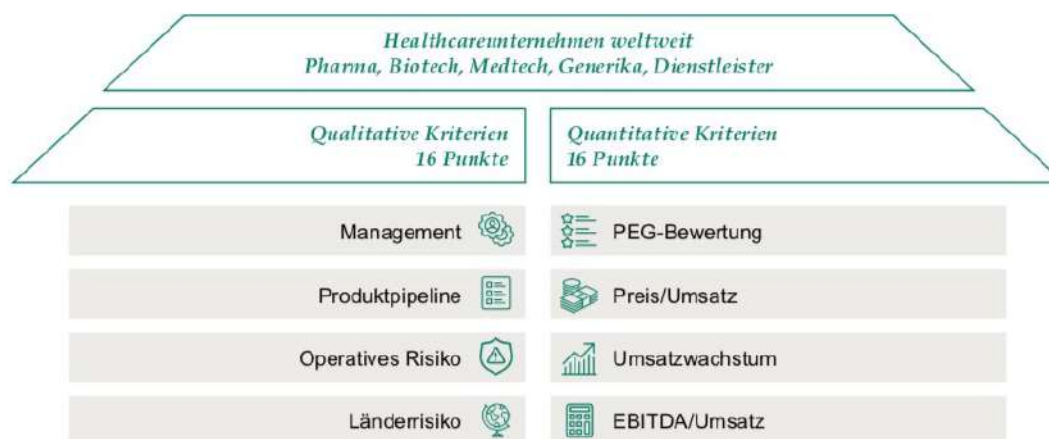 Healthcareunternehmen weltweit
Pharma, Biotech, Medtech, Generika, Dienstleister
Qualitative Kriterien
16 Punkte
Quantitative Kriterien
16 Punkte
Management
PEG-Bewertung
Produktpipeline
Preis/Umsatz
Operatives Risiko
Umsatzwachstum
Länderrisiko
EBITDA/Umsatz